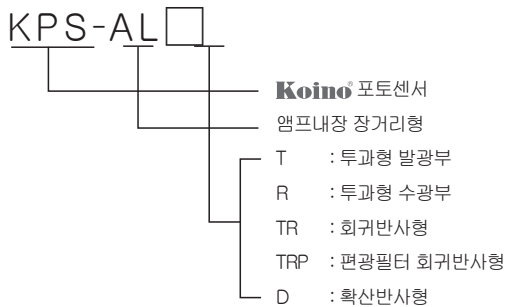 KPS-AL□
Koino® 포토센서
앰프내장 장거리형
T : 투과형 발광부
R : 투과형 수광부
TR : 회귀반사형
TRP : 편광필터 회귀반사형
D : 확산반사형